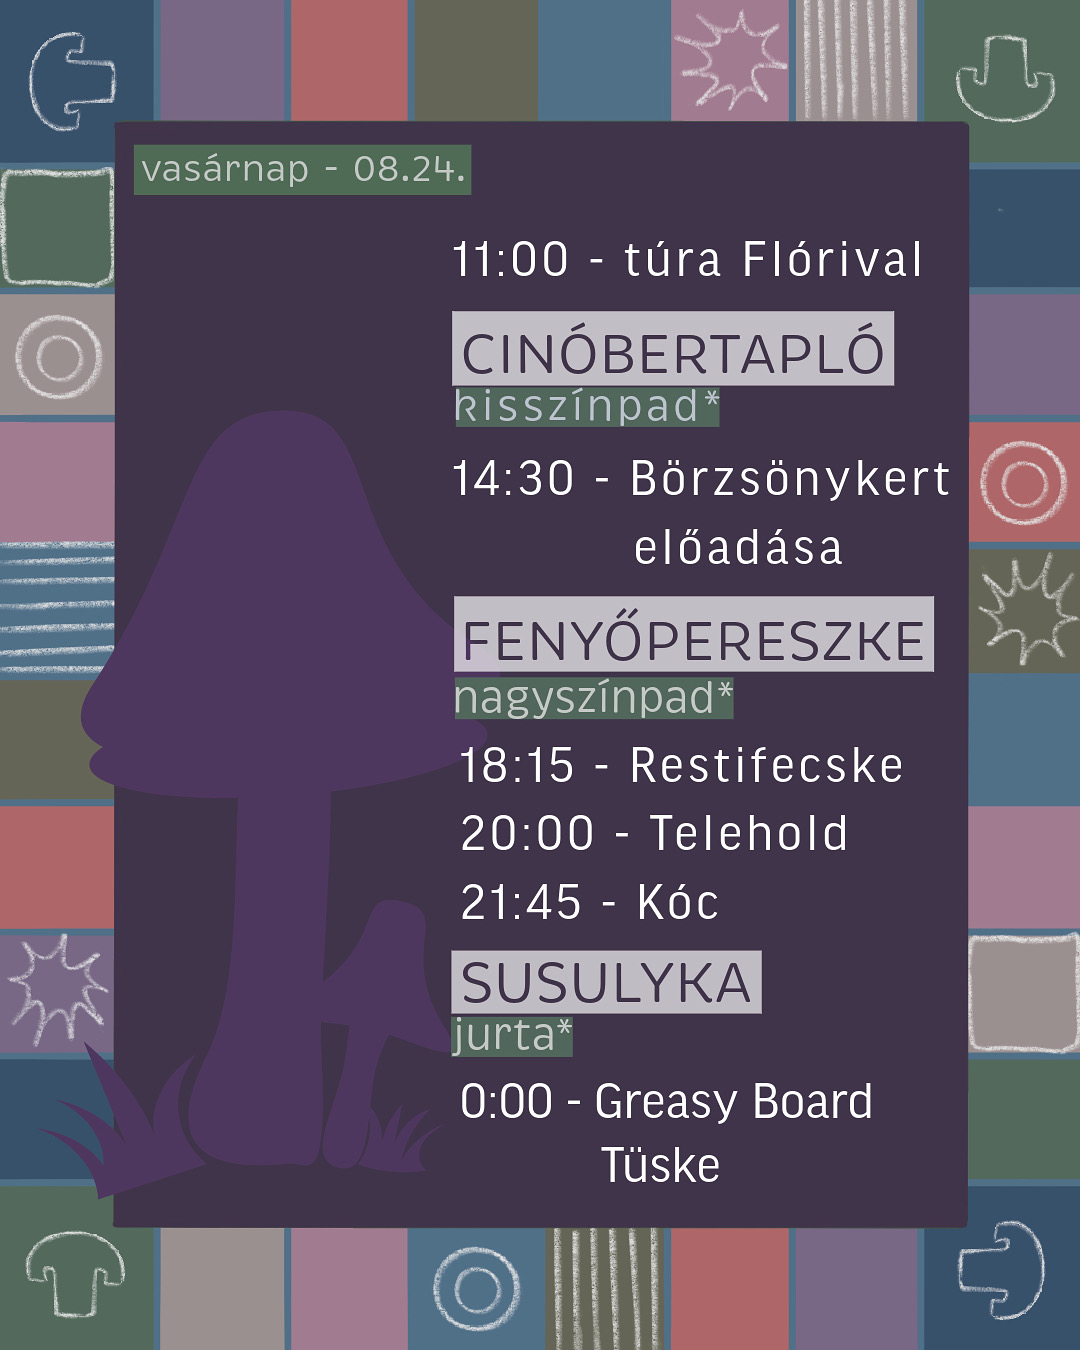 vasárnap - 08.24.
11:00 - túra Flórival
CINÓBERTAPLÓ
kisszínpad*
14:30 - Börzsönykert
előadása
FENYŐPERESZKE
nagyszínpad*
18:15 - Restifecske
20:00 - Telehold
21:45 - Kóc
SUSULYKA
jurta*
0:00 - Greasy Board
Tüske